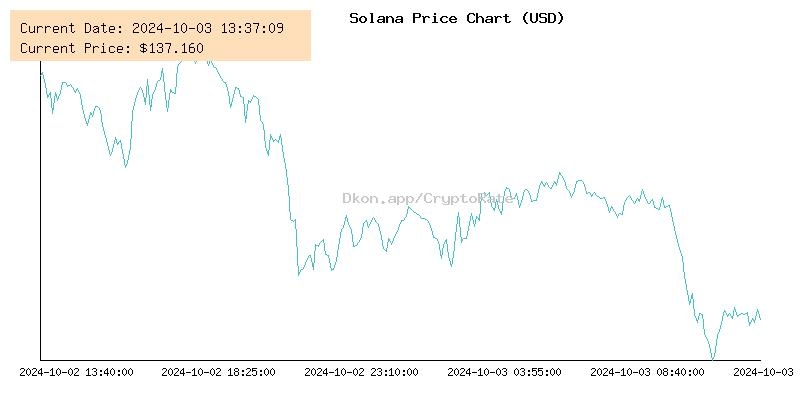 Solana Price Chart (USD)
Current Date: 2024-10-03 13:37:09
Current Price: $137.160
Dkon.app/CryptoRate
2024-10-02 13:40:00 2024-10-02 18:25:00 2024-10-02 23:10:00 2024-10-03 03:55:00 2024-10-03 08:40:00 2024-10-03